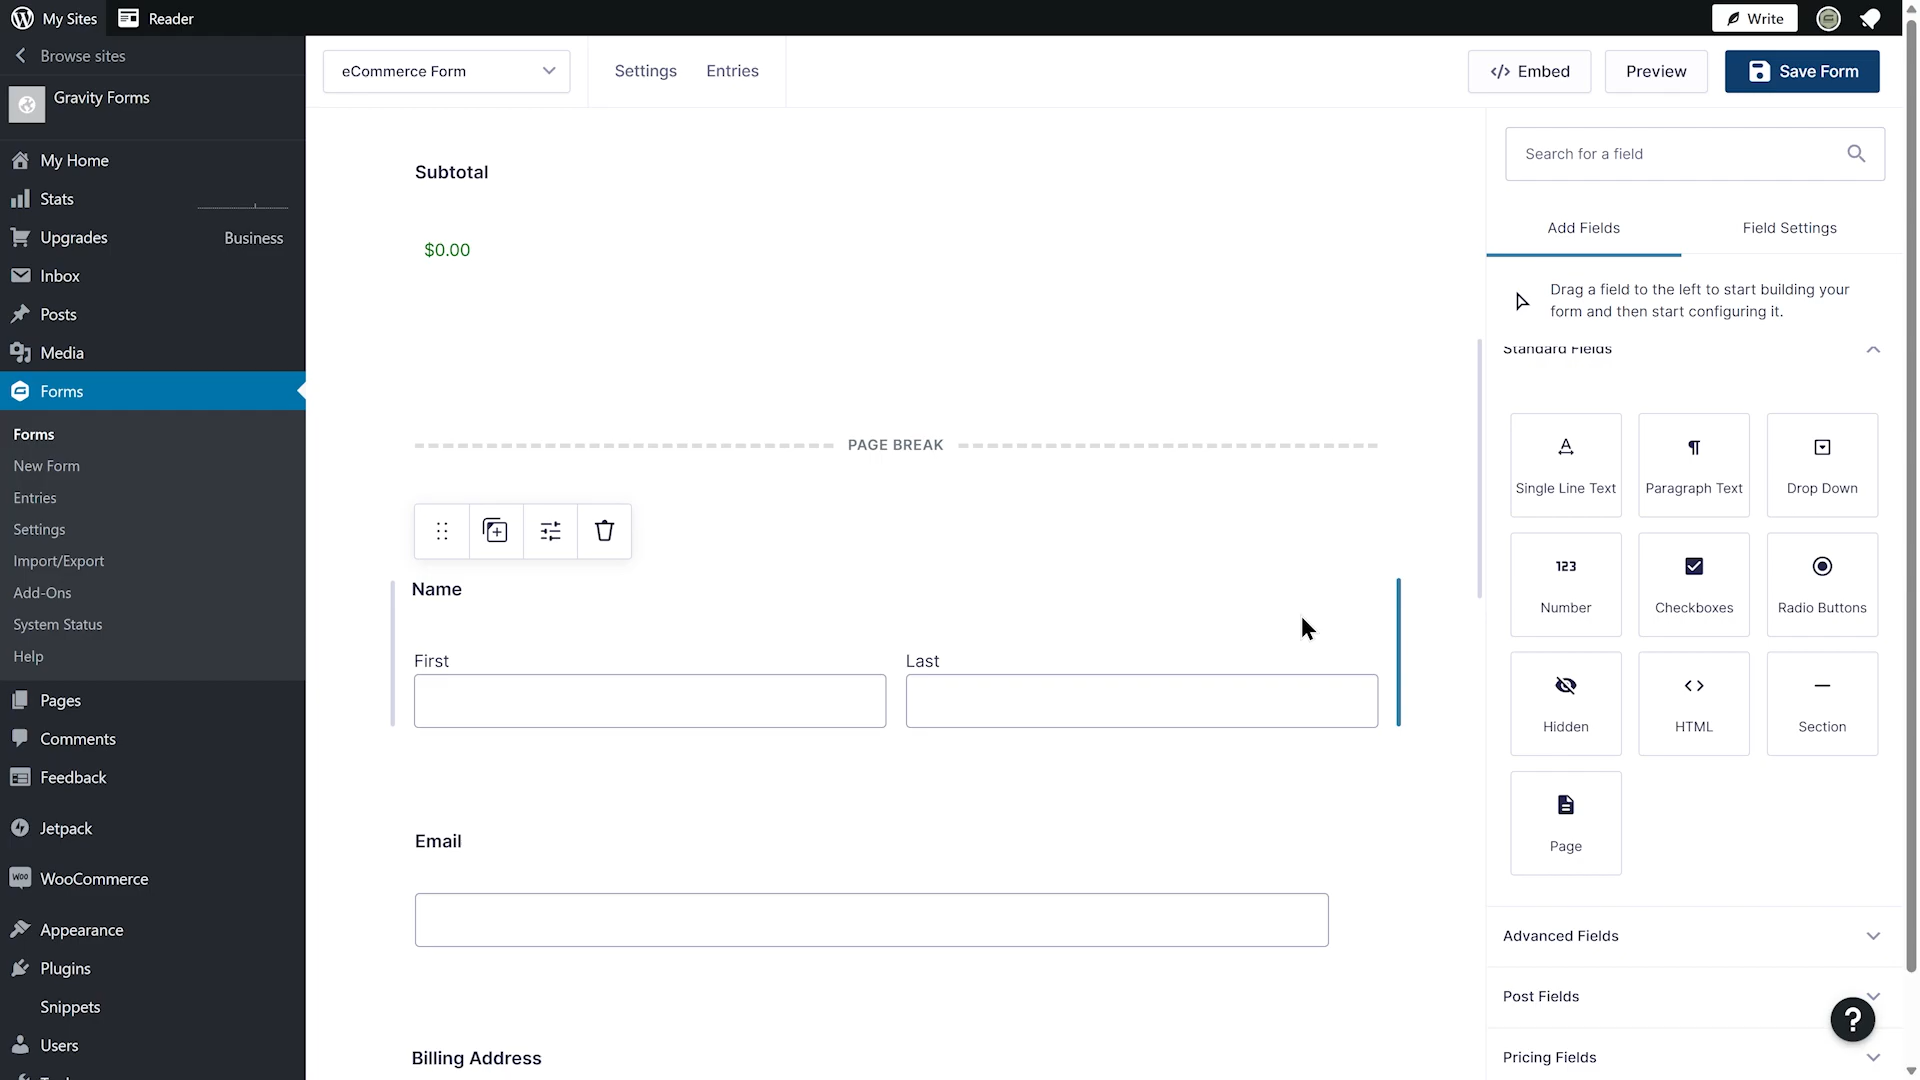 My Sites
Reader
Write
Browse sites
Gravity Forms
My Home
Stats
Upgrades
Business
Inbox
Posts
Media
Forms
Forms
New Form
Entries
Settings
Import/Export
Add-Ons
System Status
Help
Pages
Comments
Feedback
Jetpack
WooCommerce
Appearance
Plugins
Snippets
Users
eCommerce Form
Settings
Entries
</> Embed
Preview
Save Form
Subtotal
$0.00
PAGE BREAK
Name
First
Last
Email
Billing Address
Search for a field
Add Fields
Field Settings
Drag a field to the left to start building your
form and then start configuring it.
Standard Fields
Single Line Text
Paragraph Text
Drop Down
123
Number
Checkboxes
Radio Buttons
Hidden
HTML
Section
Page
Advanced Fields
Post Fields
?
Pricing Fields